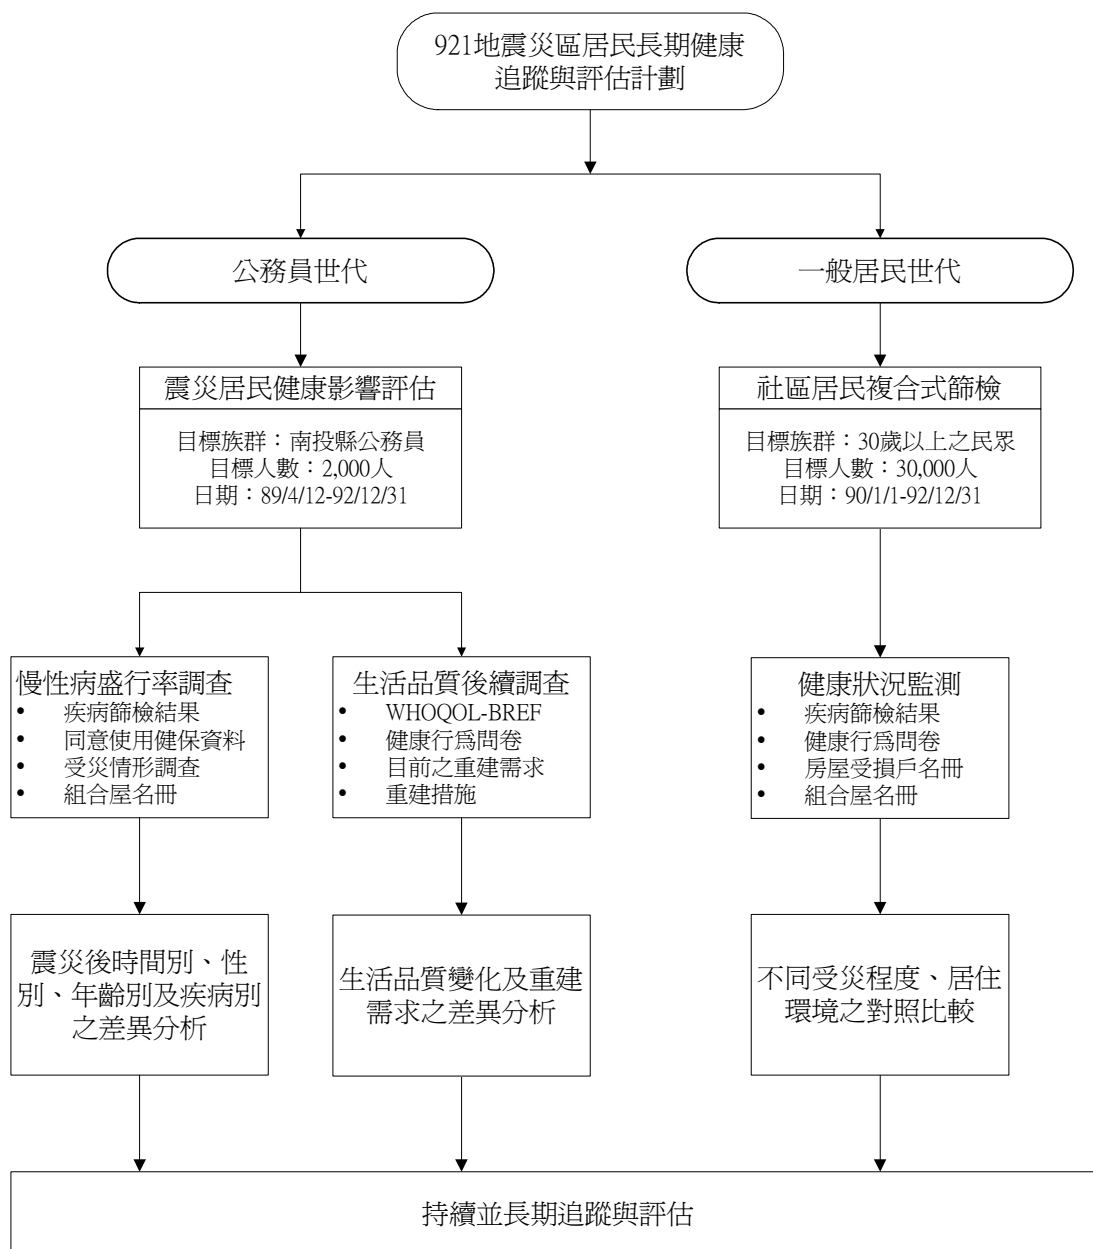 921地震災區居民長期健康
追蹤與評估計劃
公務員世代
一般居民世代
震災居民健康影響評估
目標族群：南投縣公務員
目標人數：2,000人
日期：89/4/12-92/12/31
社區居民複合式篩檢
目標族群：30歲以上之民眾
目標人數：30,000人
日期：90/1/1-92/12/31
慢性病盛行率調查
• 疾病篩檢結果
• 同意使用健保資料
• 受災情形調查
• 組合屋名冊
生活品質後續調查
• WHOQOL-BREF
• 健康行為問卷
• 目前之重建需求
• 重建措施
健康狀況監測
• 疾病篩檢結果
• 健康行為問卷
• 房屋受損戶名冊
• 組合屋名冊
震災後時間別、性
別、年齡別及疾病別
之差異分析
生活品質變化及重建
需求之差異分析
不同受災程度、居住
環境之對照比較
持續並長期追蹤與評估